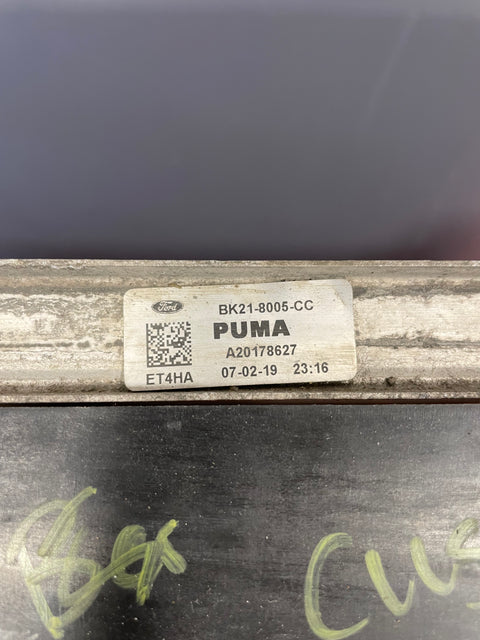 Ford
BK21-8005-CC
PUMA
A20178627
ET4HA
07-02-19 23:16